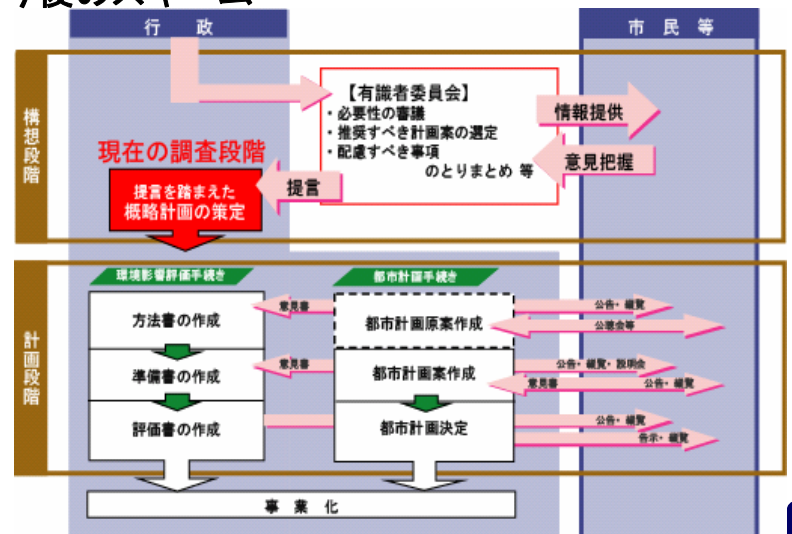 行 政
市 民 等
構想段階
【有識者委員会】
・必要性の審議
・推奨すべき計画案の選定
・配慮すべき事項
のとりまとめ 等
情報提供
意見把握
提言
現在の調査段階
提言を踏まえた
概略計画の策定
計画段階
環境影響評価手続き
都市計画手続き
方法書の作成
意見書
都市計画原案作成
公告・縦覧
公聴会等
準備書の作成
意見書
都市計画案作成
公告・縦覧・説明会
意見書
公告・縦覧
評価書の作成
都市計画決定
公告・縦覧
告示・縦覧
事 業 化